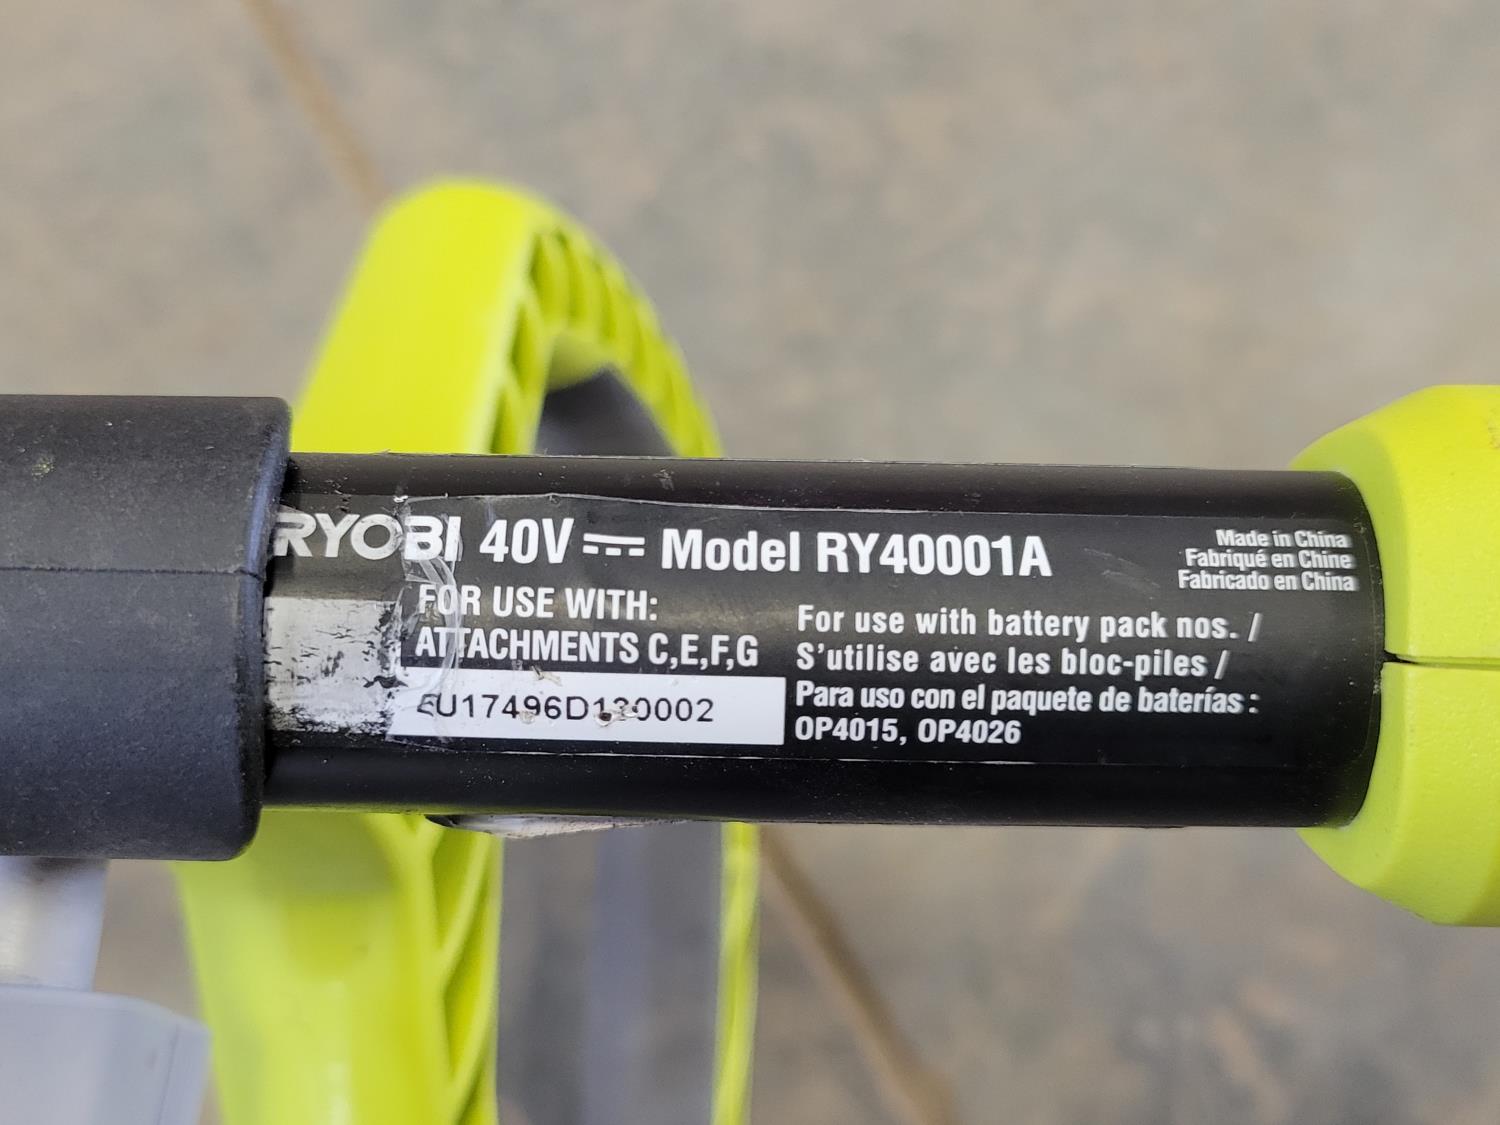 RYOBI 40V Model RY40001A
FOR USE WITH:
ATTACHMENTS C,E,F,G
EU17496D130002
For use with battery pack nos. /
S'utilise avec les bloc-piles /
Para uso con el paquete de baterías :
OP4015, OP4026
Made in China
Fabriqué en Chine
Fabricado en China